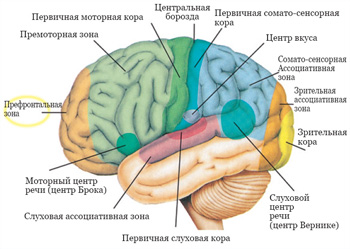 Центральная
борозда
Первичная моторная кора
Первичная сомато-сенсорная
кора
Премоторная зона
Центр вкуса
Сомато-сенсорная
Ассоциативная
зона
Префронтальная
зона
Зрительная
ассоциативная
зона
Зрительная
кора
Моторный центр
речи (центр Брока)
Слуховой
центр
речи
(центр Вернике)
Слуховая ассоциативная зона
Первичная слуховая кора